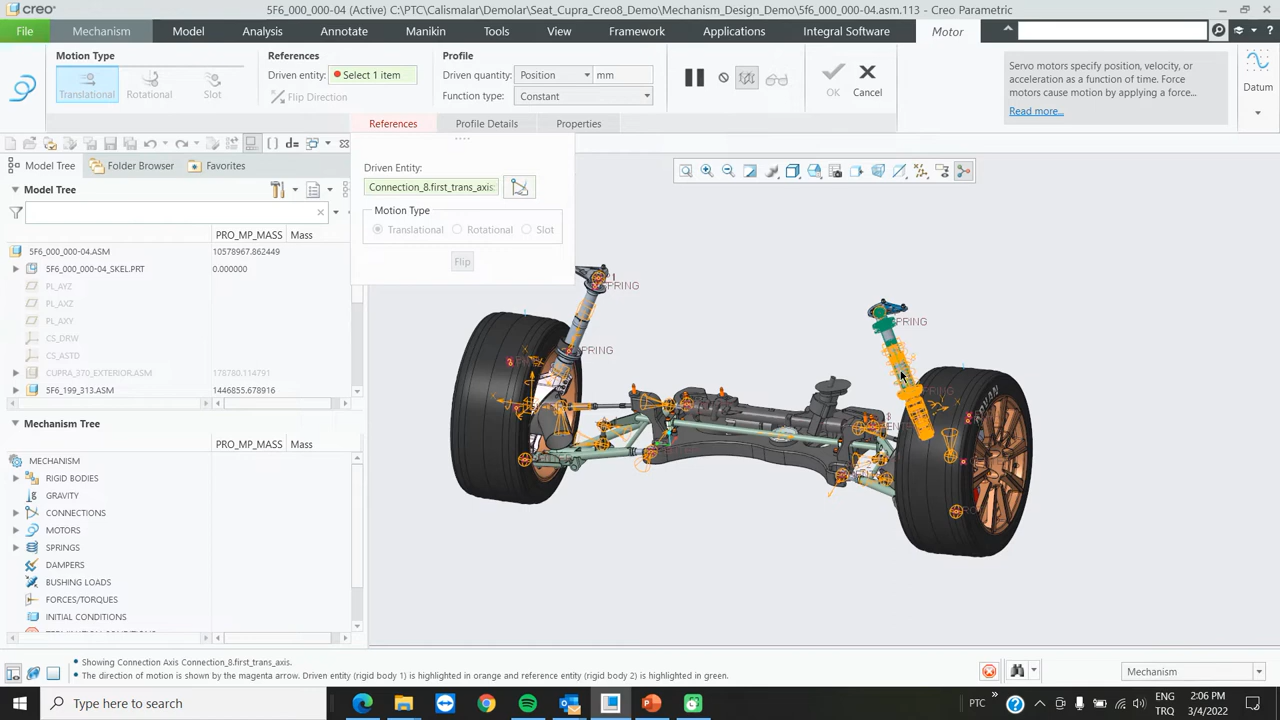 creo
5F6_000_000-04 (Active) C:\PTC\Calismalar\Demolar\Seat_Cupra_Creo8_Demo\Mechanism_Design_Demo\5f6_000_000-04.asm.113 - Creo Parametric
File Mechanism Model Analysis Annotate Manikin Tools View Framework Applications Integral Software Motor
Motion Type References Profile
Translational Rotational Slot
Driven entity: Select 1 item
Flip Direction
Driven quantity: Position mm
Function type: Constant
OK Cancel
Servo motors specify position, velocity, or
acceleration as a function of time. Force
motors cause motion by applying a force...
Read more...
Datum
References Profile Details Properties
Model Tree Folder Browser Favorites
Driven Entity:
Connection_8.first_trans_axis:
Motion Type
Translational Rotational Slot
Flip
Model Tree
PRO_MP_MASS Mass
5F6_000_000-04.ASM 10578967.862449
5F6_000_000-04_SKEL.PRT 0.000000
PL_AYZ
PL_AXZ
PL_AXY
CS_DRW
CS_ASTD
CUPRA_370_EXTERIOR.ASM 178780.114791
5F6_199_313.ASM 1446855.678916
Mechanism Tree
PRO_MP_MASS Mass
MECHANISM
RIGID BODIES
GRAVITY
CONNECTIONS
MOTORS
SPRINGS
DAMPERS
BUSHING LOADS
FORCES/TORQUES
INITIAL CONDITIONS
Showing Connection Axis Connection_8.first_trans_axis.
The direction of motion is shown by the magenta arrow. Driven entity (rigid body 1) is highlighted in orange and reference entity (rigid body 2) is highlighted in green.
Mechanism
Type here to search
PTC
ENG
TRQ
2:06 PM
3/4/2022